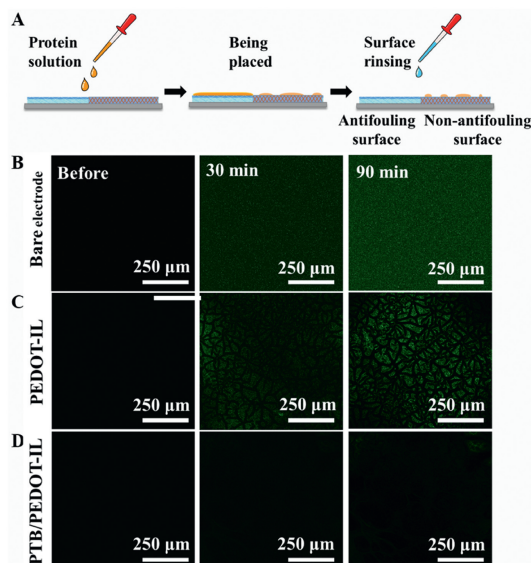 A
Protein
solution
Being
placed
Surface
rinsing
Antifouling
surface
Non-antifouling
surface
B
Bare electrode
Before
30 min
90 min
250 µm
250 µm
250 µm
C
PEDOT-IL
250 µm
250 µm
250 µm
D
PTB/PEDOT-IL
250 µm
250 µm
250 µm